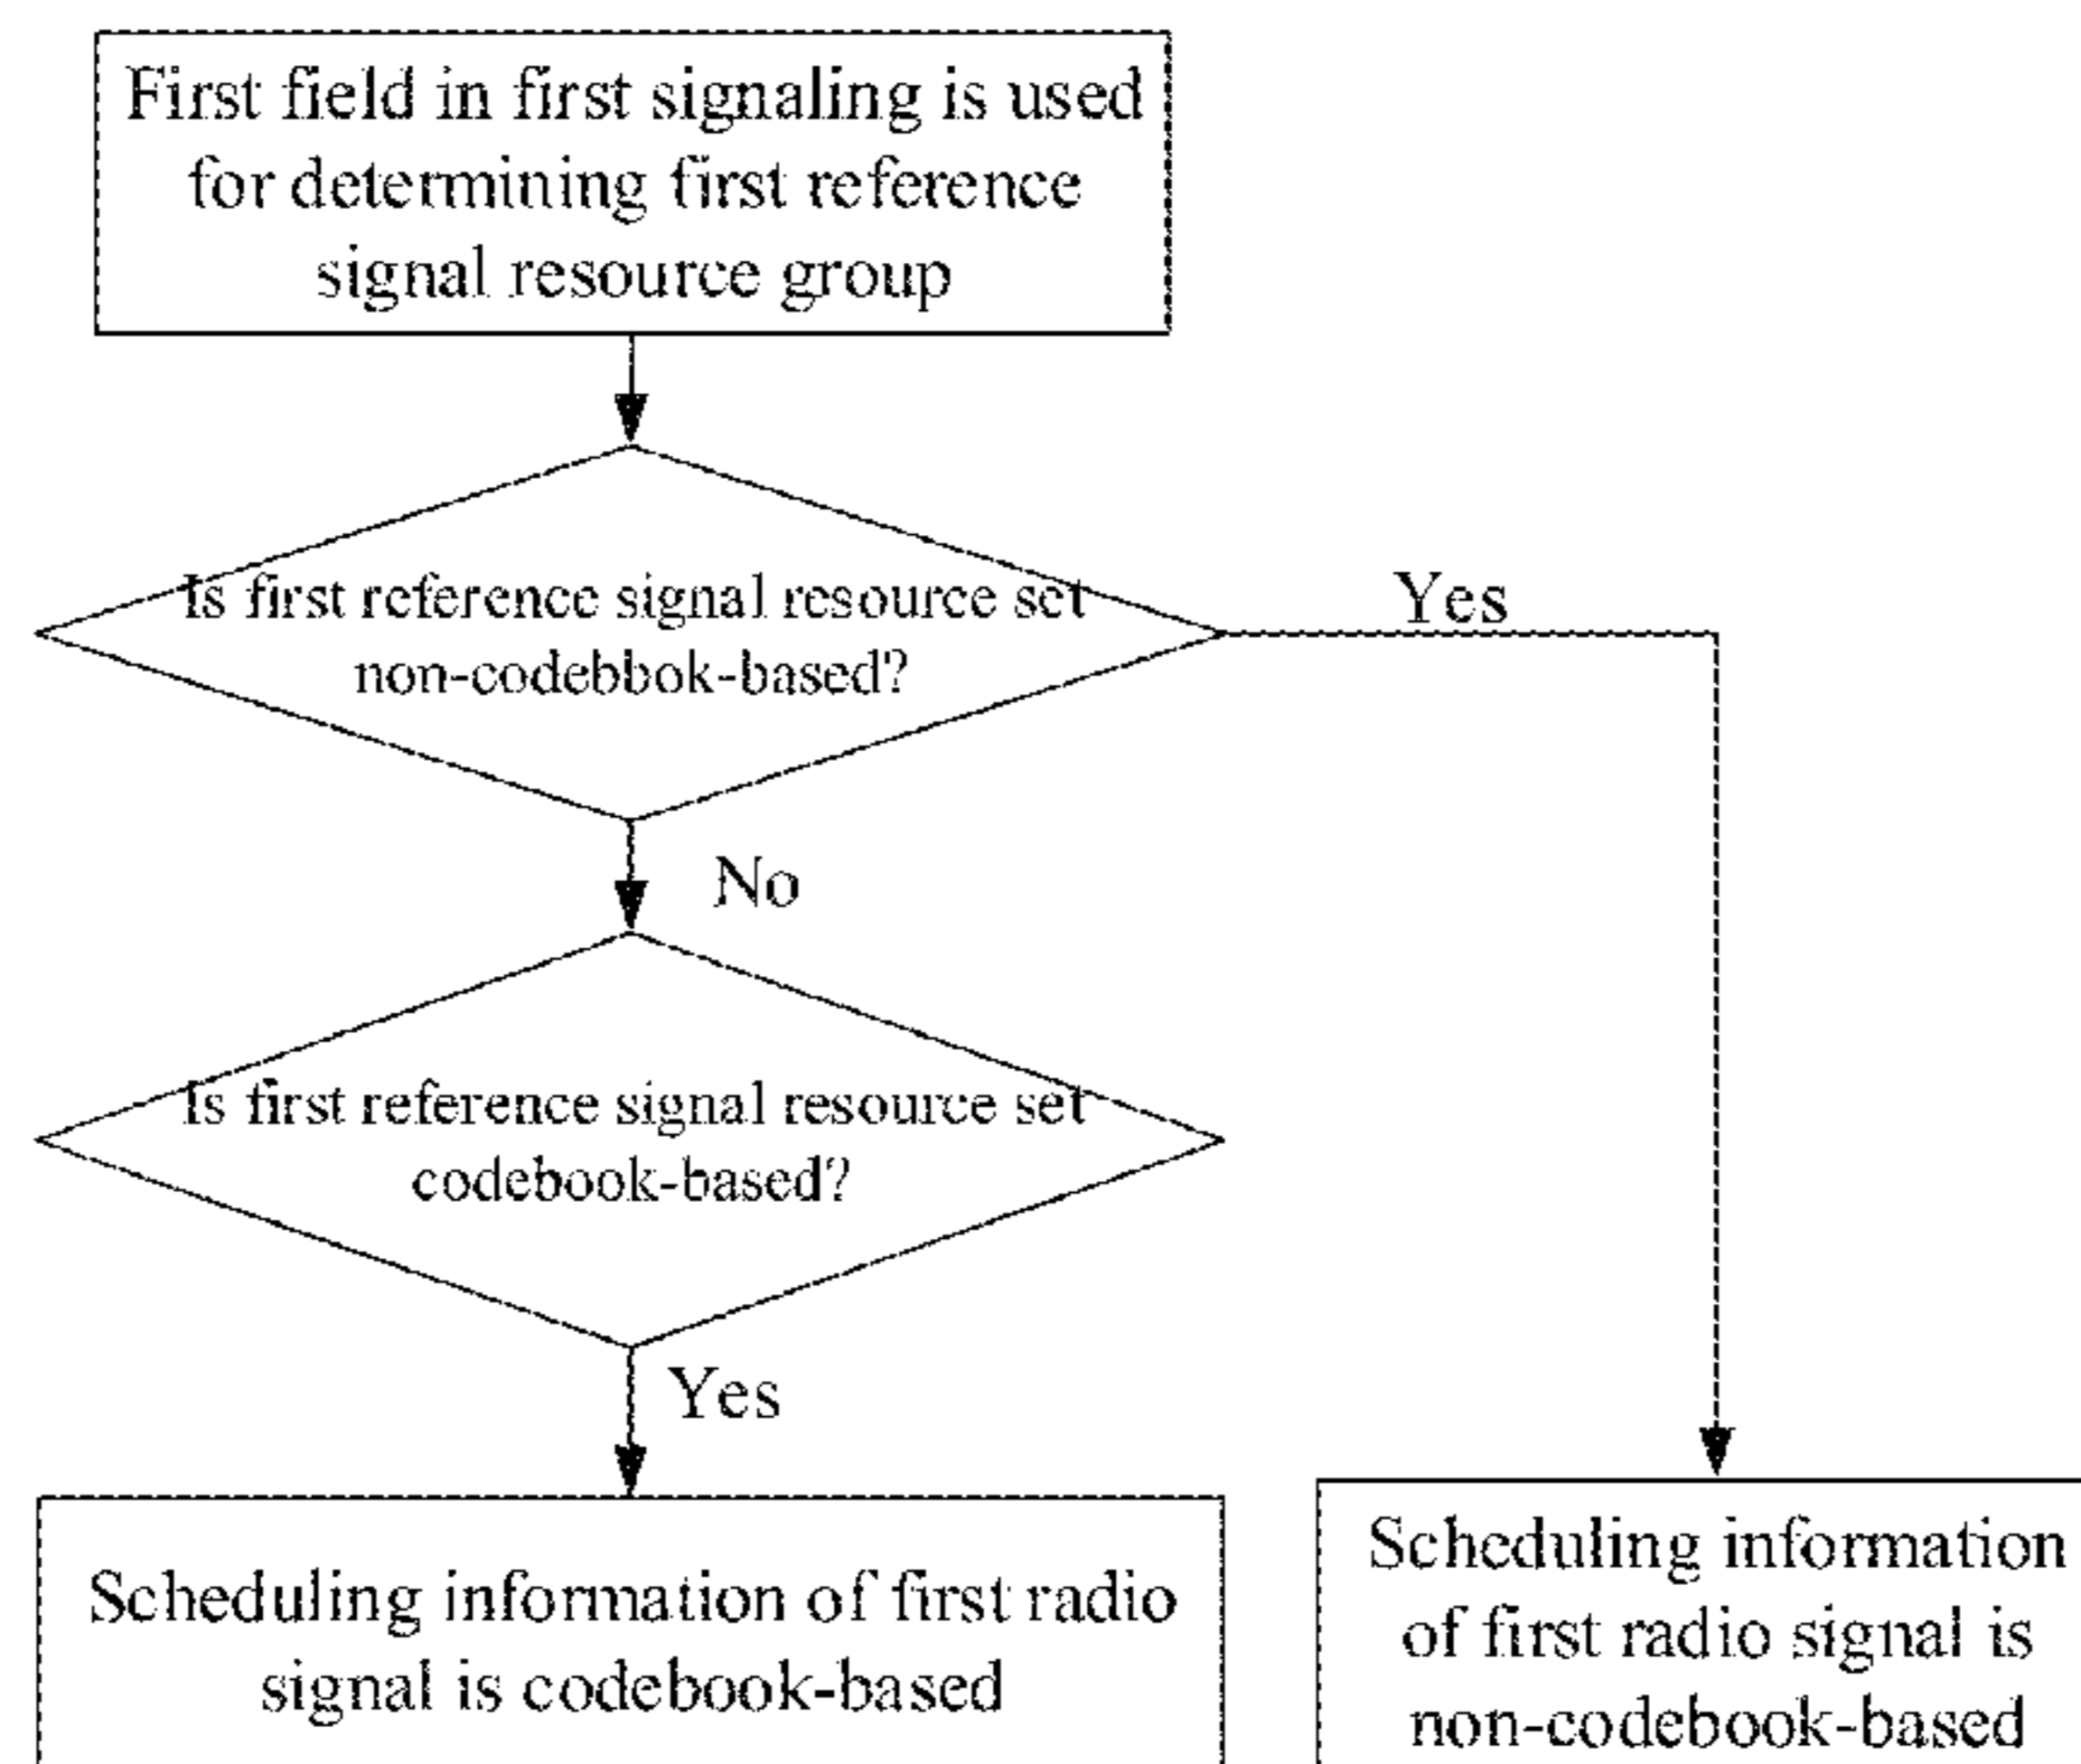 First field in first signaling is used
for determining first reference
signal resource group
Is first reference signal resource set
non-codebbok-based?
Yes
No
Is first reference signal resource set
codebook-based?
Yes
Scheduling information of first radio
signal is codebook-based
Scheduling information
of first radio signal is
non-codebook-based